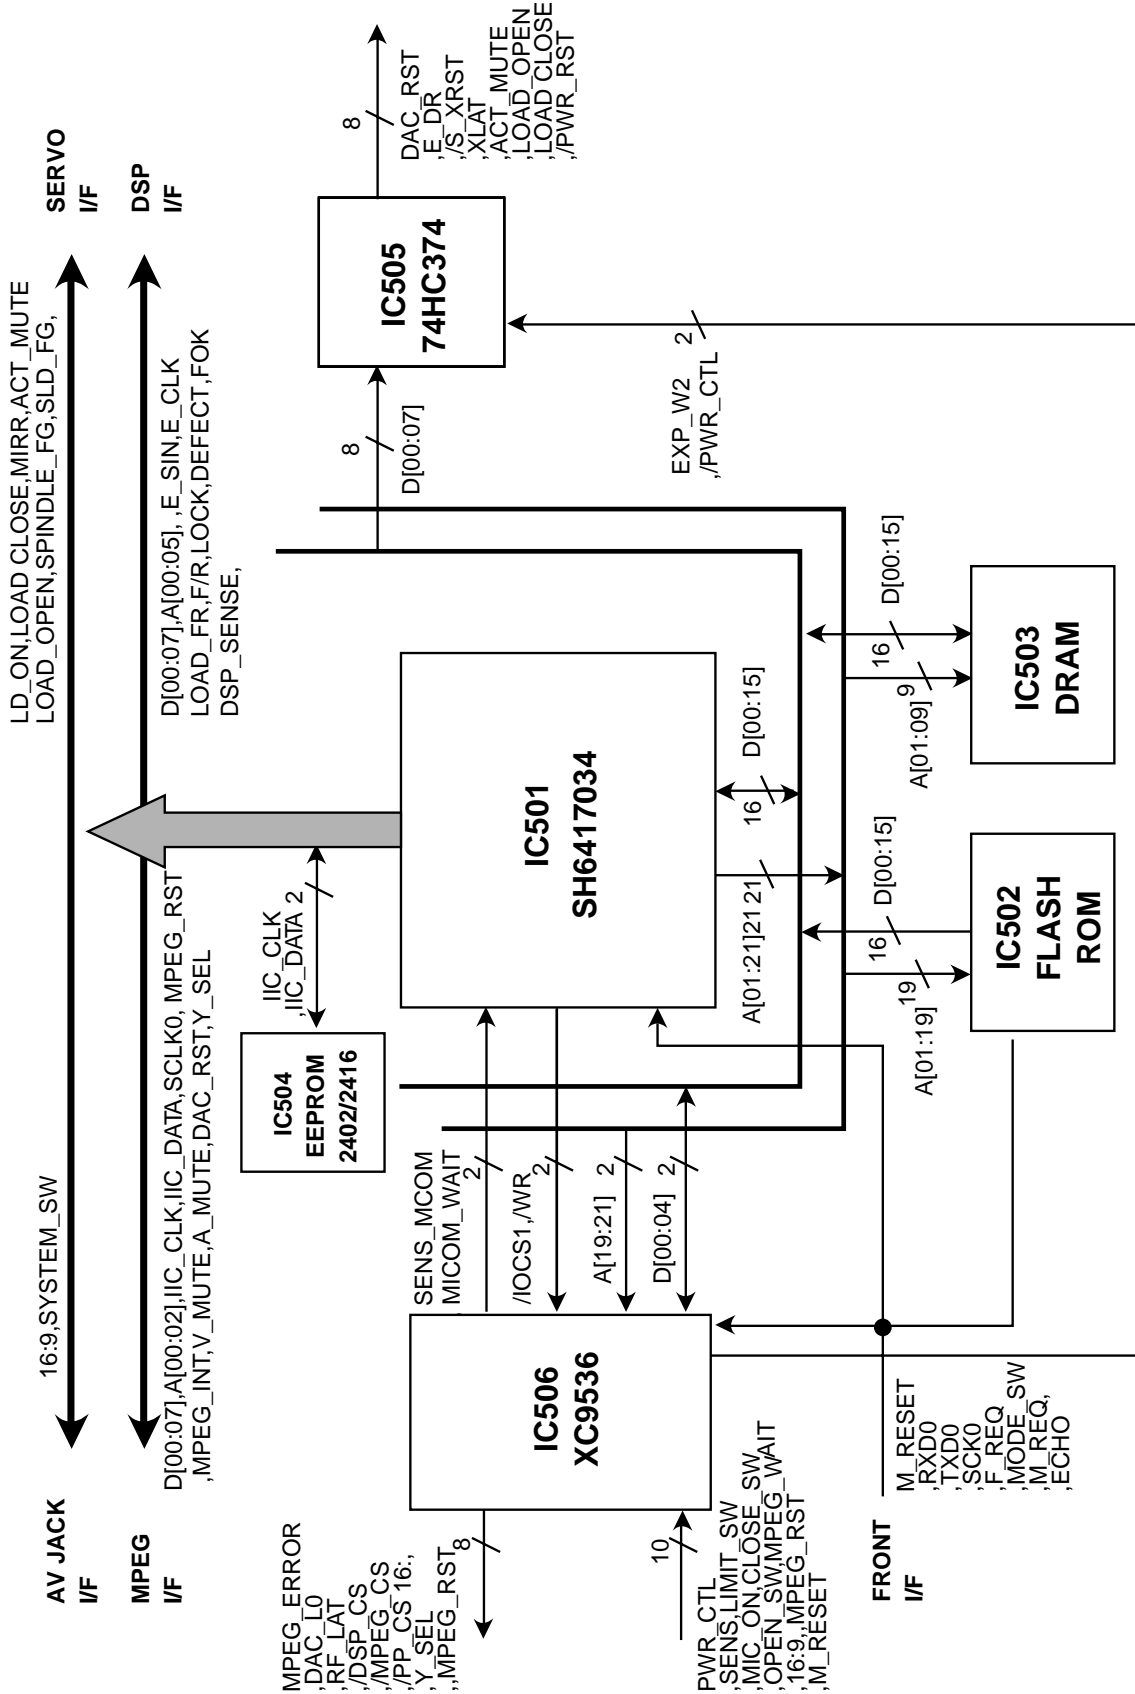 AV JACK
I/F
16:9,SYSTEM_SW
LD_ON,LOAD CLOSE,MIRR,ACT_MUTE
LOAD_OPEN,SPINDLE_FG,SLD_FG,
SERVO
I/F
MPEG
I/F
D[00:07],A[00:02],IIC_CLK,IIC_DATA,SCLK0, MPEG_RST
,MPEG_INT,V_MUTE,A_MUTE,DAC_RST,Y_SEL
D[00:07],A[00:05], ,E_SIN,E_CLK
LOAD_FR,F/R,LOCK,DEFECT,FOK
DSP_SENSE,
DSP
I/F
IC504
EEPROM
2402/2416
IIC_CLK
,IIC_DATA
2
MPEG_ERROR
,DAC_L0
,RF_LAT
,/DSP_CS
,/MPEG_CS
,/PP_CS 16:,
,Y_SEL
,,MPEG_RST
8
IC506
XC9536
10
PWR_CTL
,SENS,LIMIT_SW
,MIC_ON,CLOSE_SW
,OPEN_SW,MPEG_WAIT
,16:9,,MPEG_RST
,M_RESET
SENS_MCOM
MICOM_WAIT
2
/IOCS1,/WR
2
A[19:21]
2
D[00:04]
2
IC501
SH6417034
A[01:21]21
21
16
D[00:15]
8
D[00:07]
IC505
74HC374
8
DAC_RST
,E_DR
,/S_XRST
,XLAT
,ACT_MUTE
,LOAD_OPEN
,LOAD_CLOSE
,/PWR_RST
EXP_W2
,/PWR_CTL
2
A[01:19]
19
16
D[00:15]
IC502
FLASH
ROM
A[01:09]
9
16
D[00:15]
IC503
DRAM
FRONT
I/F
M_RESET
,RXD0
,TXD0
,SCK0
,F_REQ
,MODE_SW
,M_REQ,
,ECHO